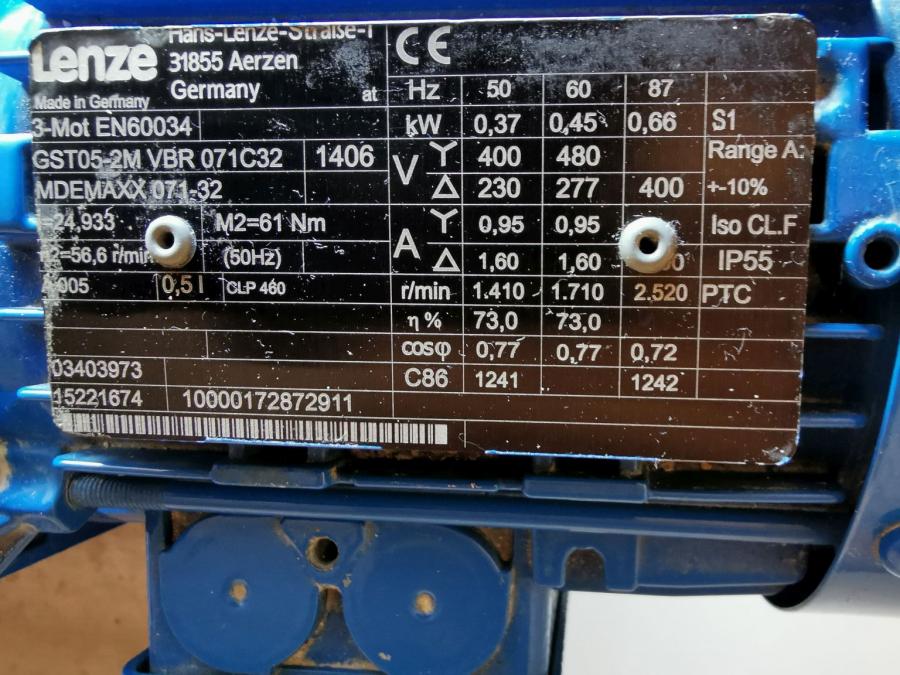 Lenze
Hans-Lenze-Straße-1
31855 Aerzen
Germany
Made in Germany
at
3-Mot EN60034
GST05-2M VBR 071C32 1406
MDEMAXX 071-32
=24,933 M2=61 Nm
n2=56,6 r/min (50Hz)
A005 0,5 l CLP 460
03403973
15221674 10000172872911
CE
Hz 50 60 87
kW 0,37 0,45 0,66 S1
V Y 400 480 Range A:
Δ 230 277 400 +-10%
A Y 0,95 0,95 Iso CL.F
Δ 1,60 1,60 IP55
r/min 1.410 1.710 2.520 PTC
η % 73,0 73,0
cosφ 0,77 0,77 0,72
C86 1241 1242